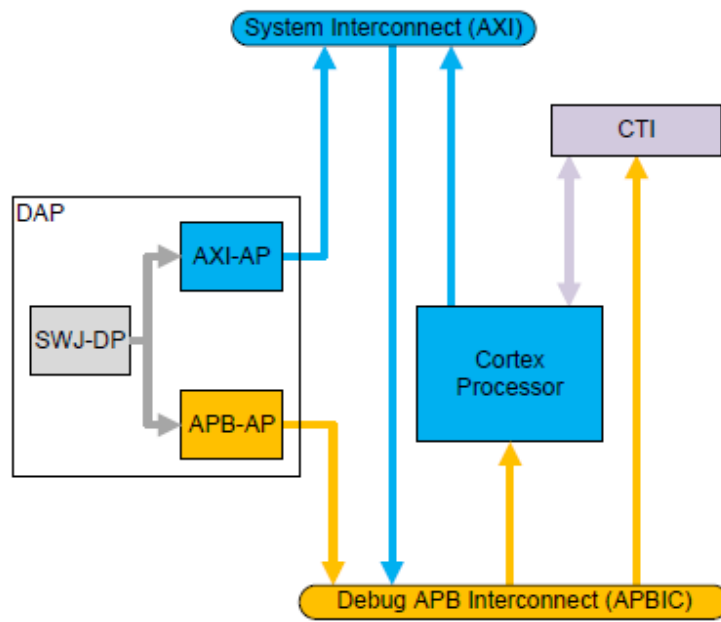 System Interconnect (AXI)
CTI
DAP
AXI-AP
SWJ-DP
Cortex
Processor
APB-AP
Debug APB Interconnect (APBIC)